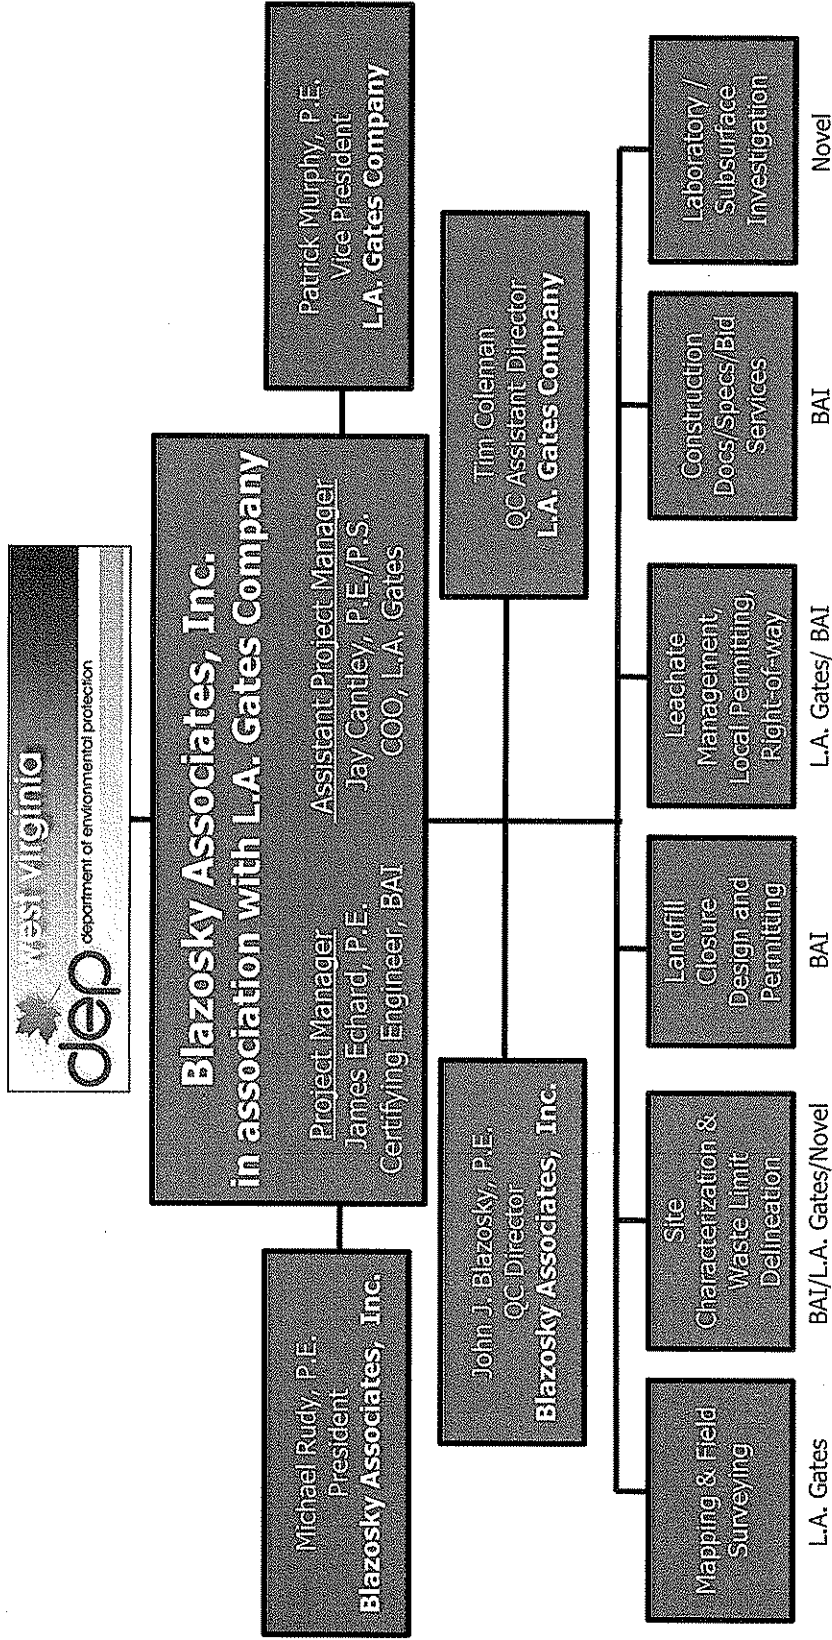 west virginia
dep department of environmental protection
Blazosky Associates, Inc.
in association with L.A. Gates Company
Project Manager
James Echard, P.E.
Certifying Engineer, BAI
Assistant Project Manager
Jay Cantley, P.E./P.S.
COO, L.A. Gates
Michael Rudy, P.E.
President
Blazosky Associates, Inc.
Patrick Murphy, P.E.
Vice President
L.A. Gates Company
John J. Blazosky, P.E.
QC Director
Blazosky Associates, Inc.
Tim Coleman
QC Assistant Director
L.A. Gates Company
Mapping & Field
Surveying
L.A. Gates
Site
Characterization &
Waste Limit
Delineation
BAI/L.A. Gates/Novel
Landfill
Closure
Design and
Permitting
BAI
Leachate
Management,
Local Permitting,
Right-of-way
L.A. Gates/ BAI
Construction
Docs/Specs/Bid
Services
BAI
Laboratory /
Subsurface
Investigation
Novel